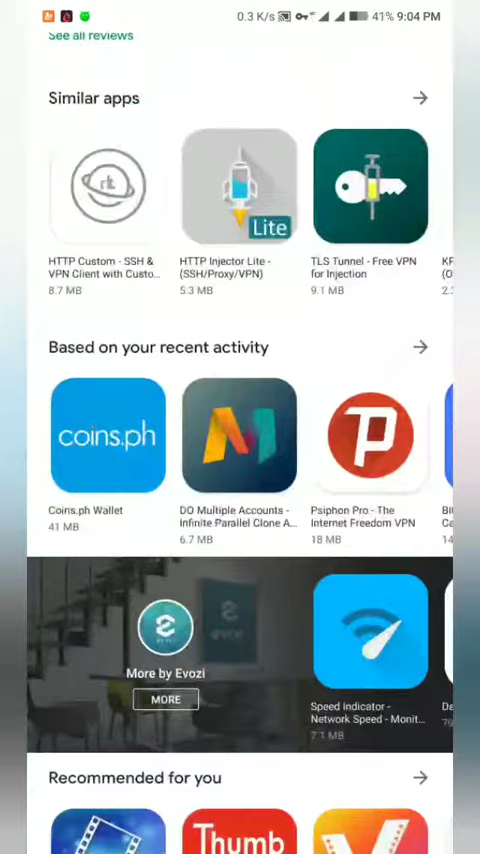 0.3 K/s 41% 9:04 PM
See all reviews
Similar apps
Lite
HTTP Custom - SSH &
VPN Client with Custo...
8.7 MB
HTTP Injector Lite -
(SSH/Proxy/VPN)
5.3 MB
TLS Tunnel - Free VPN
for Injection
9.1 MB
Based on your recent activity
coins.ph
Coins.ph Wallet
41 MB
DO Multiple Accounts -
Infinite Parallel Clone A...
6.7 MB
Psiphon Pro - The
Internet Freedom VPN
18 MB
EVOZI
More by Evozi
MORE
Speed Indicator -
Network Speed - Monit...
7.1 MB
Recommended for you
Thumb